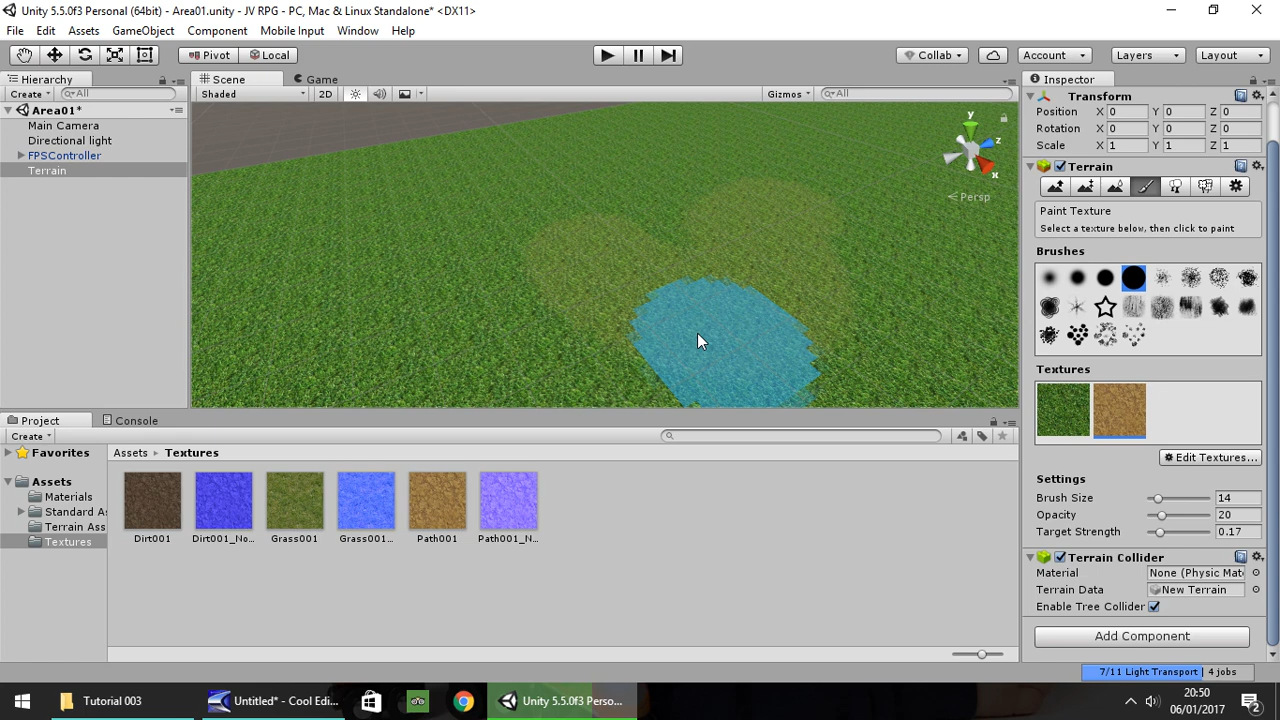 Unity 5.5.0f3 Personal (64bit) - Area01.unity - JV RPG - PC, Mac & Linux Standalone* <DX11>
File Edit Assets GameObject Component Mobile Input Window Help
Pivot Local Collab Account Layers Layout
Hierarchy Scene Game Inspector
Create All Shaded 2D Gizmos All
Area01*
Main Camera
Directional light
FPSController
Terrain
y
z
x
Persp
Transform
Position X 0 Y 0 Z 0
Rotation X 0 Y 0 Z 0
Scale X 1 Y 1 Z 1
Terrain
Paint Texture
Select a texture below, then click to paint
Brushes
Textures
Edit Textures...
Settings
Brush Size 14
Opacity 20
Target Strength 0.17
Terrain Collider
Material None (Physic Mat
Terrain Data New Terrain
Enable Tree Collider
Add Component
Project Console
Create
Favorites
Assets
Materials
Standard As
Terrain Ass
Textures
Assets Textures
Dirt001 Dirt001_No... Grass001 Grass001... Path001 Path001_N...
7/11 Light Transport 4 jobs
Tutorial 003 Untitled* - Cool Edi... Unity 5.5.0f3 Perso...
20:50
06/01/2017
2